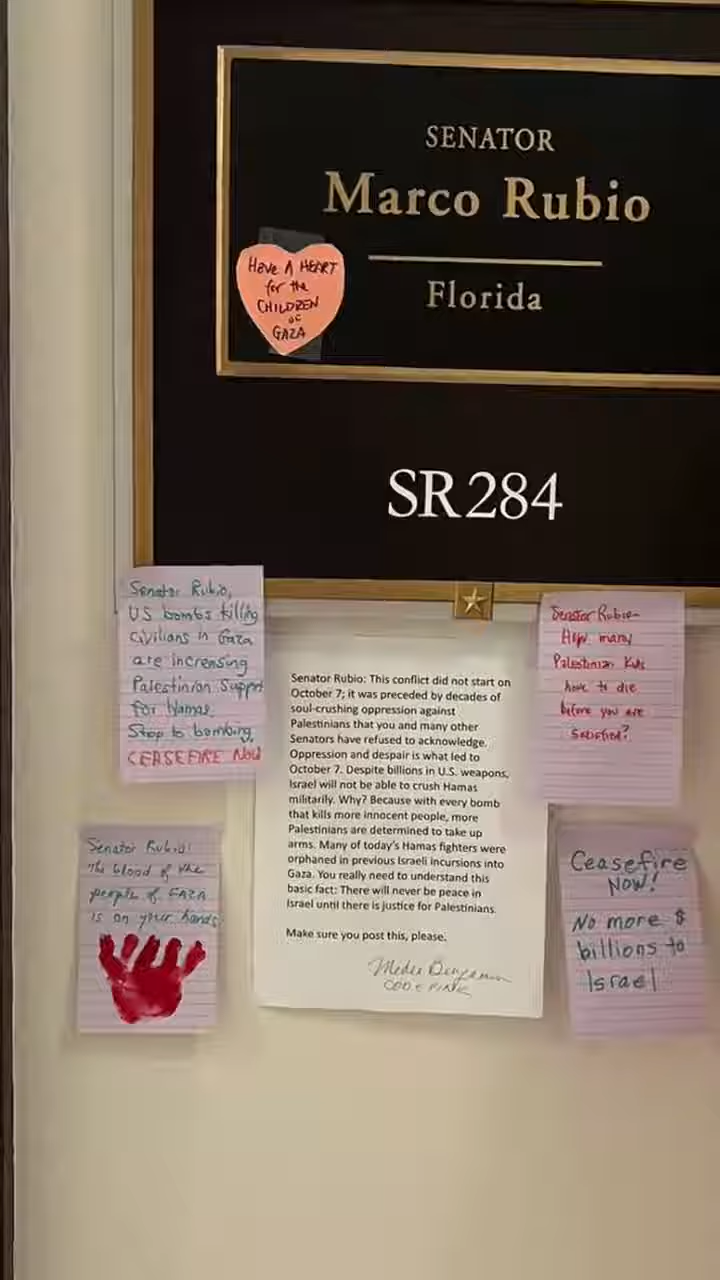 SENATOR
Marco Rubio
Florida
Have A HEART
for the
CHILDREN
OF
GAZA
SR 284
Senator Rubio,
US bombs killing
civilians in Gaza
are increasing
Palestinian Support
for Hamas.
Stop to bombing,
CEASEFIRE NOW
Senator Rubio: This conflict did not start on
October 7; it was preceded by decades of
soul-crushing oppression against
Palestinians that you and many other
Senators have refused to acknowledge.
Oppression and despair is what led to
October 7. Despite billions in U.S. weapons,
Israel will not be able to crush Hamas
militarily. Why? Because with every bomb
that kills more innocent people, more
Palestinians are determined to take up
arms. Many of today's Hamas fighters were
orphaned in previous Israeli incursions into
Gaza. You really need to understand this
basic fact: There will never be peace in
Israel until there is justice for Palestinians.
Make sure you post this, please.
Medea Benjamin
CODEPINK
Senator Rubio-
How many
Palestinian Kids
have to die
before you are
satisfied?
Senator Rubio!
The blood of the
people of GAZA
is on your hands!
Ceasefire
NOW!
No more $
billions to
Israel